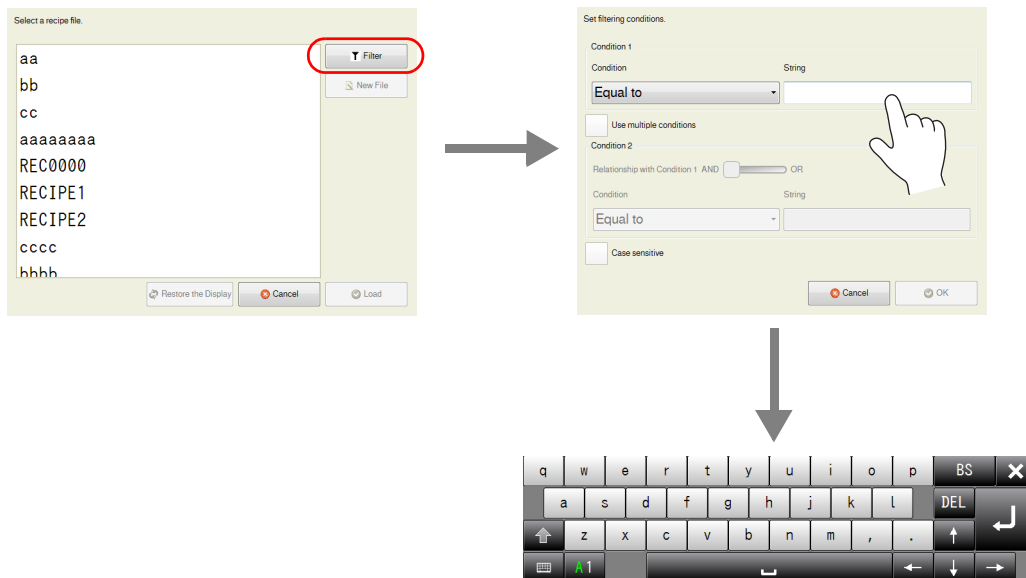 Select a recipe file.
aa
bb
cc
aaaaaaaa
REC0000
RECIPE1
RECIPE2
cccc
bbbb
Filter
New File
Restore the Display
Cancel
Load
Set filtering conditions.
Condition 1
Condition String
Equal to
Use multiple conditions
Condition 2
Relationship with Condition 1 AND OR
Condition String
Equal to
Case sensitive
Cancel OK
q w e r t y u i o p BS
a s d f g h j k l DEL
z x c v b n m , .
A1